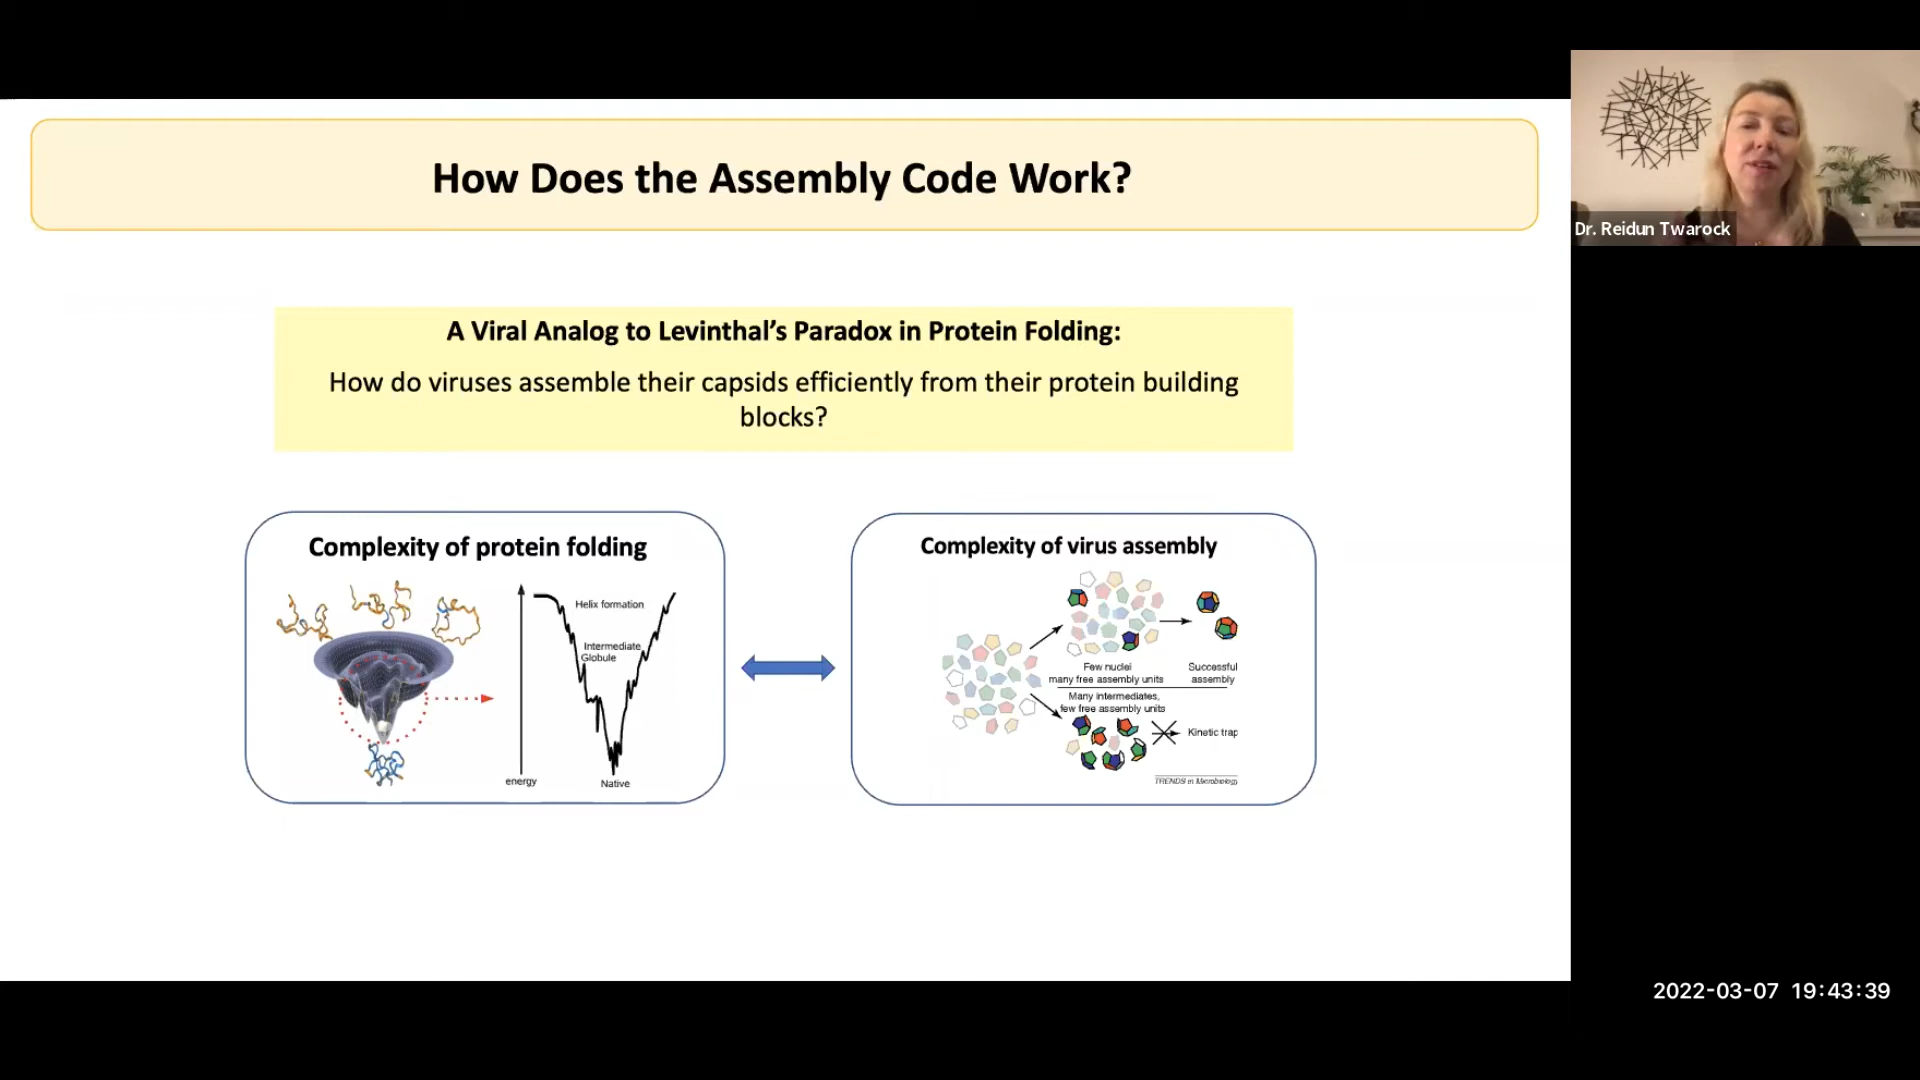 How Does the Assembly Code Work?
Dr. Reidun Twarock
A Viral Analog to Levinthal's Paradox in Protein Folding:
How do viruses assemble their capsids efficiently from their protein building
blocks?
Complexity of protein folding
Helix formation
Intermediate
Globule
energy
Native
Complexity of virus assembly
Few nuclei
many free assembly units
Successful
assembly
Many intermediates,
few free assembly units
Kinetic trap
TRENDS in Microbiology
2022-03-07 19:43:39